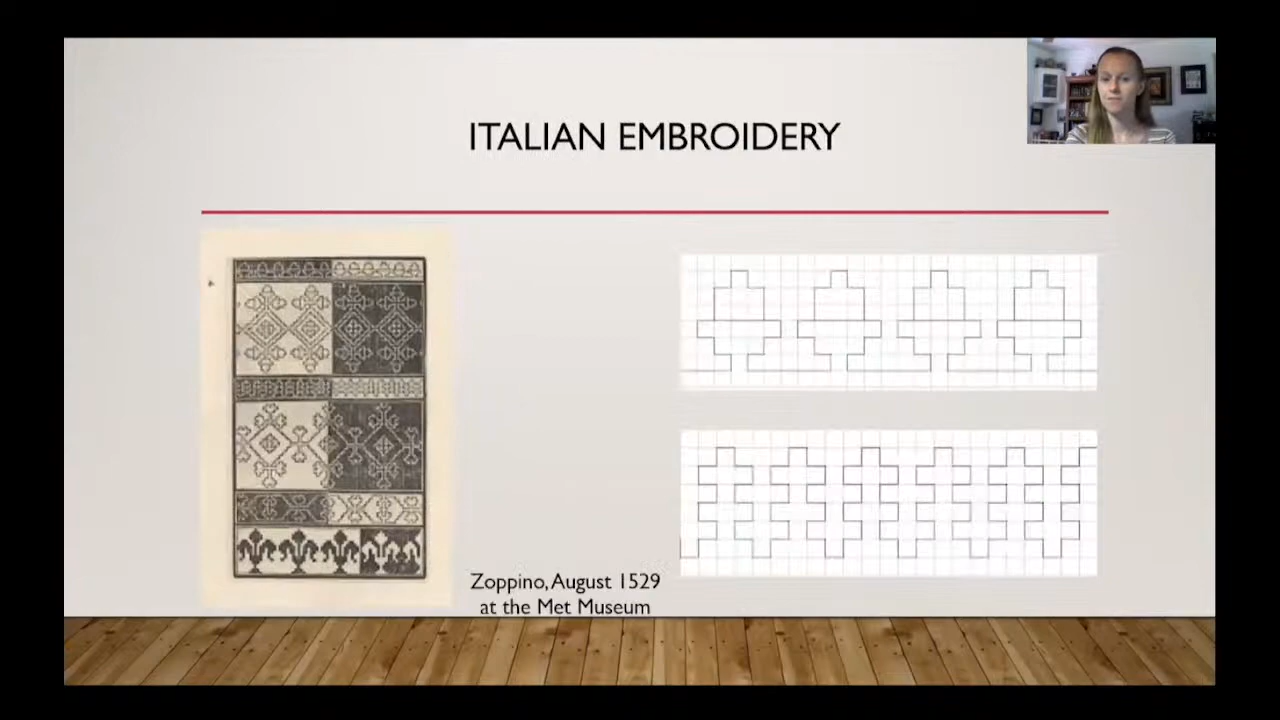 ITALIAN EMBROIDERY
Zoppino, August 1529
at the Met Museum